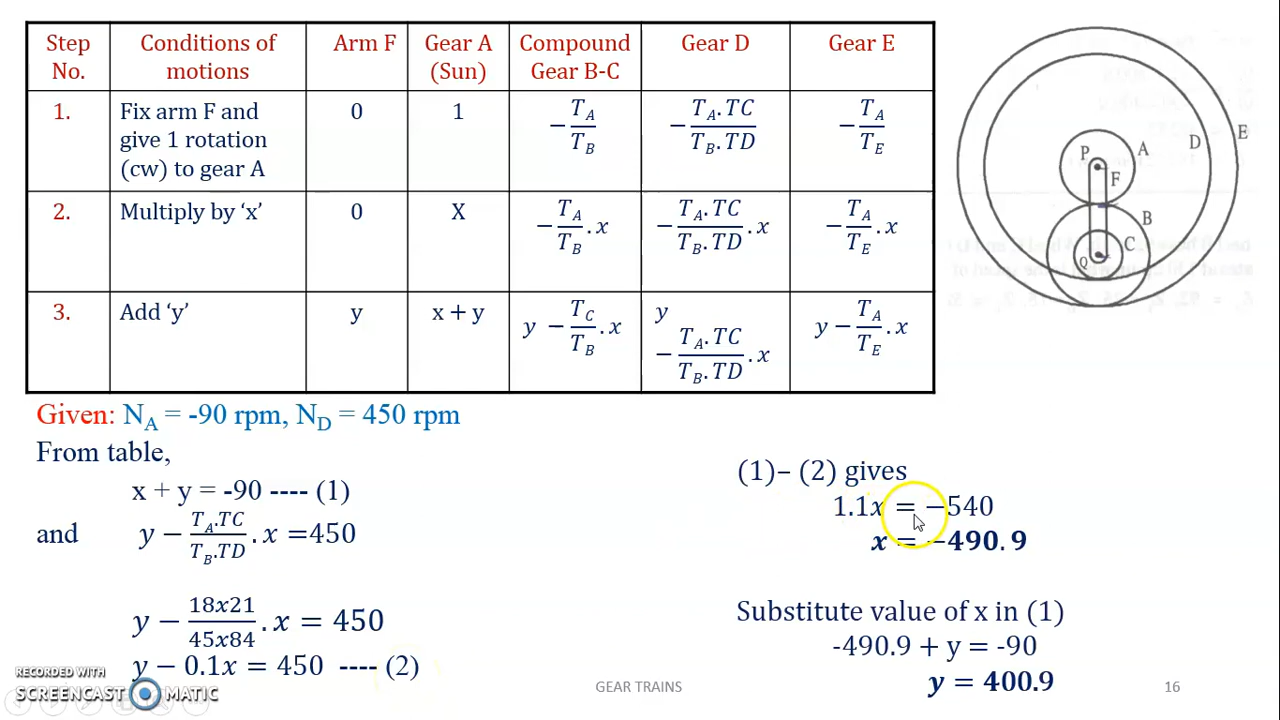 Step No. Conditions of motions Arm F Gear A (Sun) Compound Gear B-C Gear D Gear E
1. Fix arm F and give 1 rotation (cw) to gear A 0 1 −T_A/T_B −T_A.TC/T_B.TD −T_A/T_E
2. Multiply by ‘x’ 0 X −T_A/T_B.x −T_A.TC/T_B.TD.x −T_A/T_E.x
3. Add ‘y’ y x + y y −T_C/T_B.x y −T_A.TC/T_B.TD.x y−T_A/T_E.x
P A D E
F
B
C
Q
Given: N_A = -90 rpm, N_D = 450 rpm
From table,
x + y = -90 ---- (1)
and y − T_A.TC/T_B.TD.x =450
y − 18x21/45x84.x = 450
y − 0.1x = 450 ---- (2)
(1)– (2) gives
1.1x = −540
x = −490.9
Substitute value of x in (1)
-490.9 + y = -90
y = 400.9
RECORDED WITH
SCREENCAST MATIC
GEAR TRAINS
16